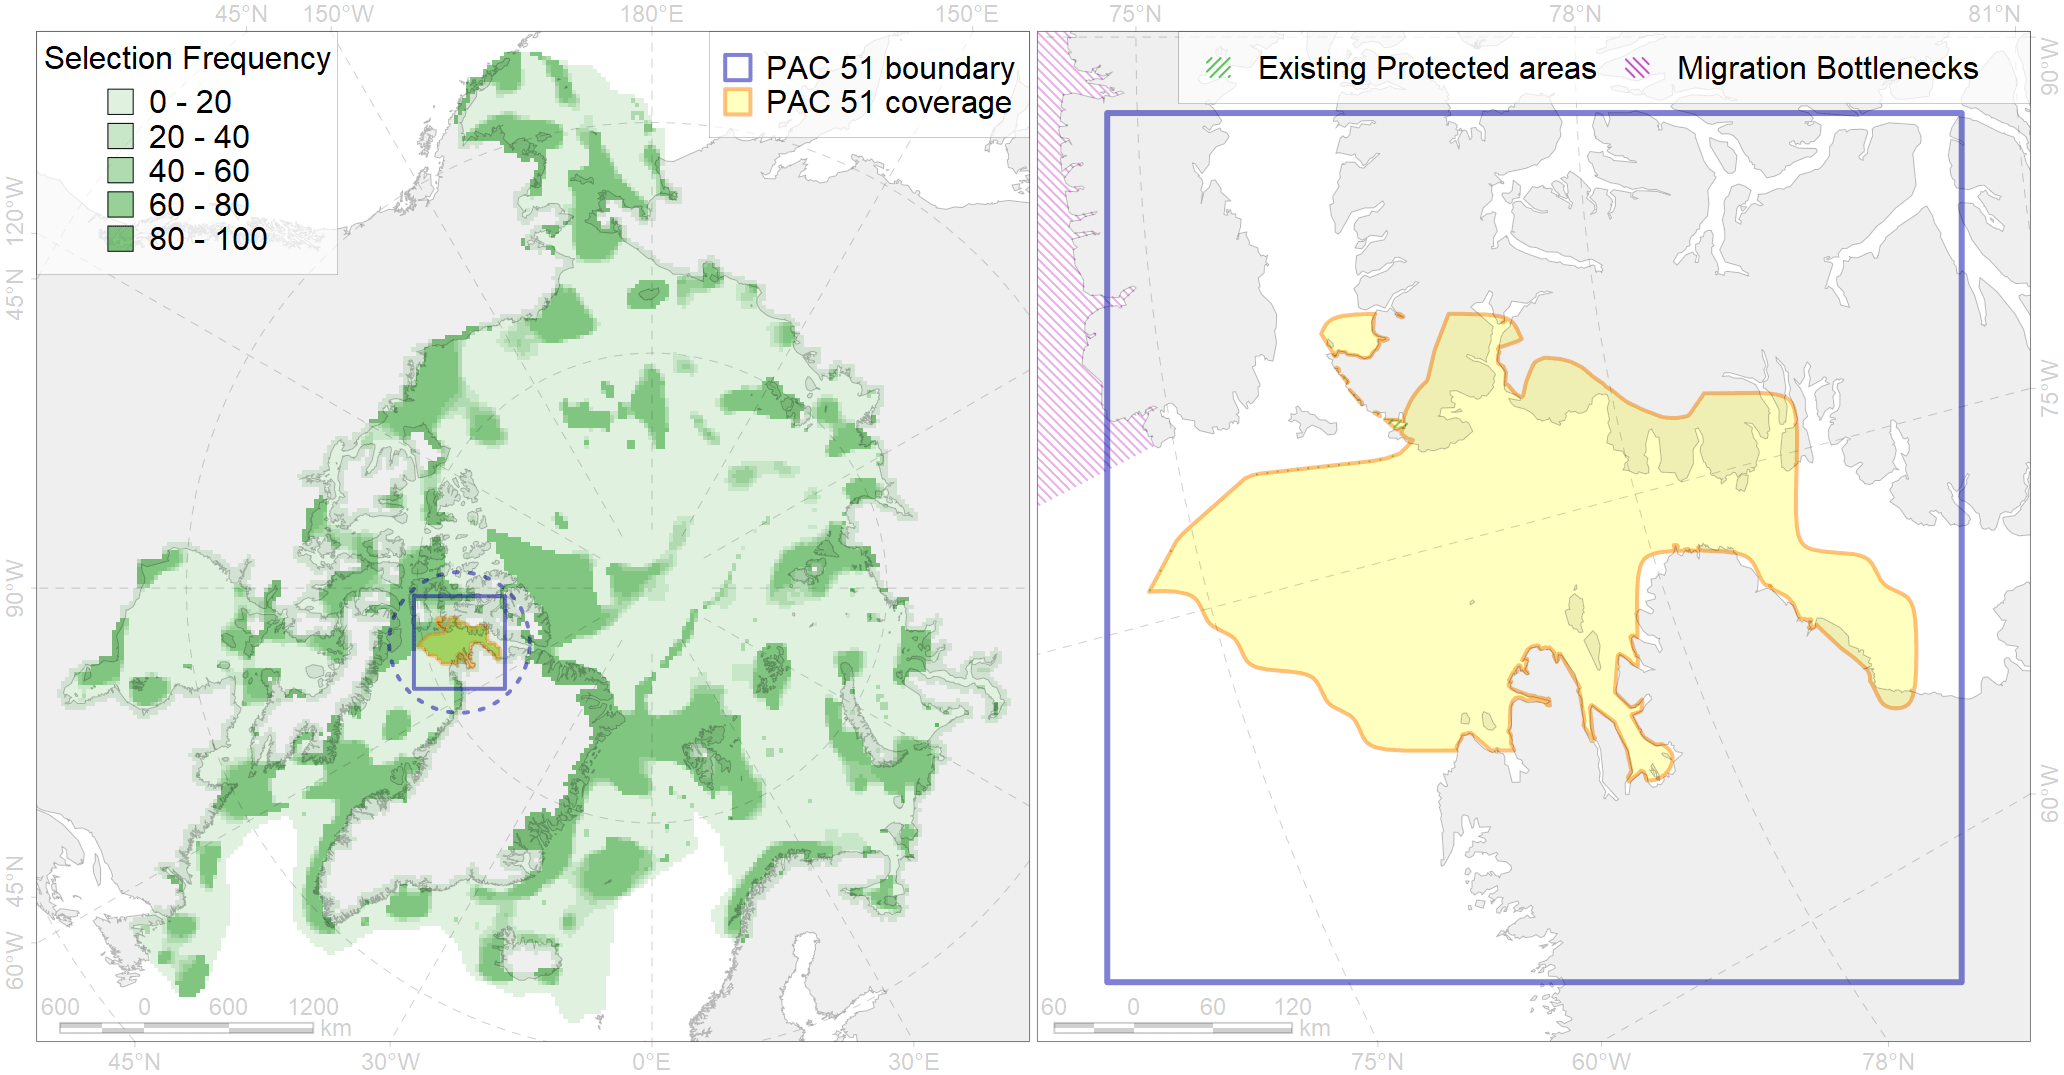 45°N 150°W 180°E 150°E 75°N 78°N 81°N
Selection Frequency
0 - 20
20 - 40
40 - 60
60 - 80
80 - 100
PAC 51 boundary
PAC 51 coverage
Existing Protected areas
Migration Bottlenecks
120°W
45°N
90°W
45°N
60°W
90°W
75°W
60°W
600 0 600 1200
km
60 0 60 120
km
45°N 30°W 0°E 30°E 75°N 60°W 78°N